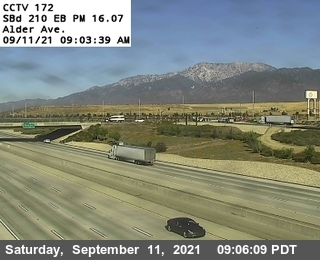 CCTV 172
SBd 210 EB PM 16.07
Alder Ave.
09/11/21 09:03:39 AM
Saturday, September 11, 2021 09:06:09 PDT